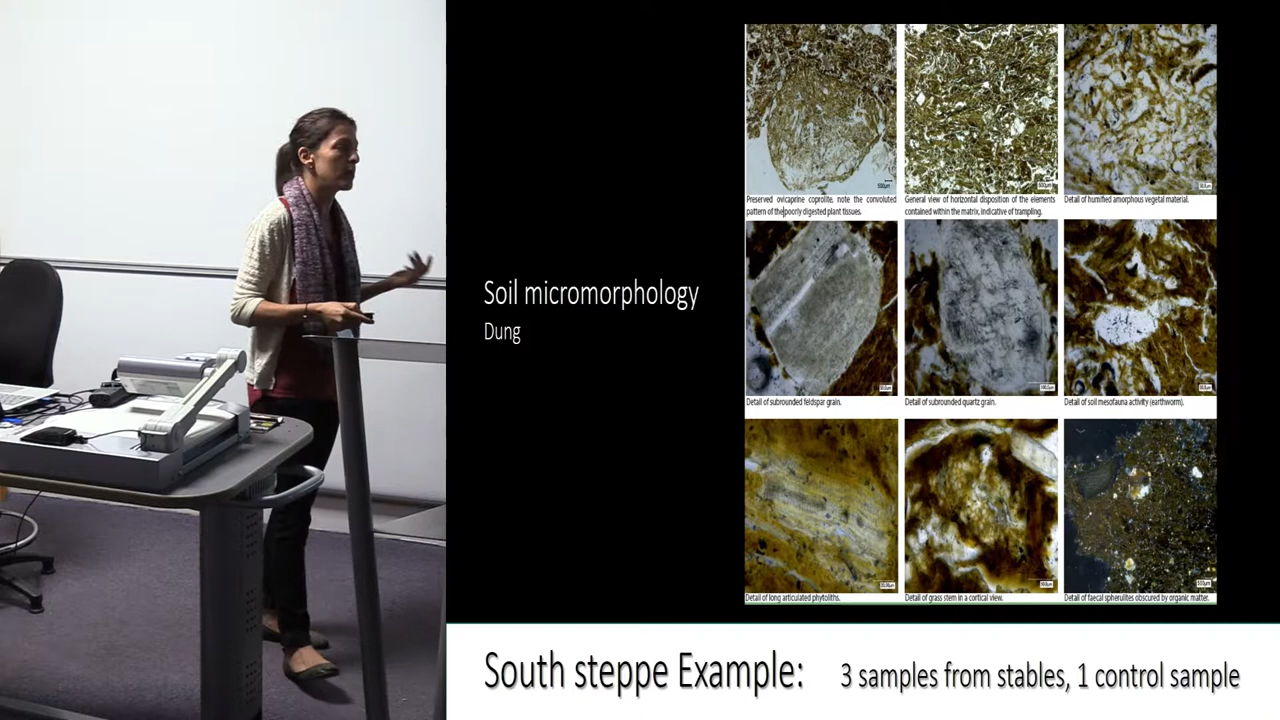 Soil micromorphology
Dung
500µm
500µm
Preserved ovicaprine coprolite, note the convoluted
pattern of the poorly digested plant tissues.
General view of horizontal disposition of the elements
contained within the matrix, indicative of trampling.
Detail of humified amorphous vegetal material.
Detail of subrounded feldspar grain.
Detail of subrounded quartz grain.
Detail of soil mesofauna activity (earthworm).
Detail of long articulated phytoliths.
Detail of grass stem in a cortical view.
Detail of faecal spherulites obscured by organic matter.
South steppe Example: 3 samples from stables, 1 control sample